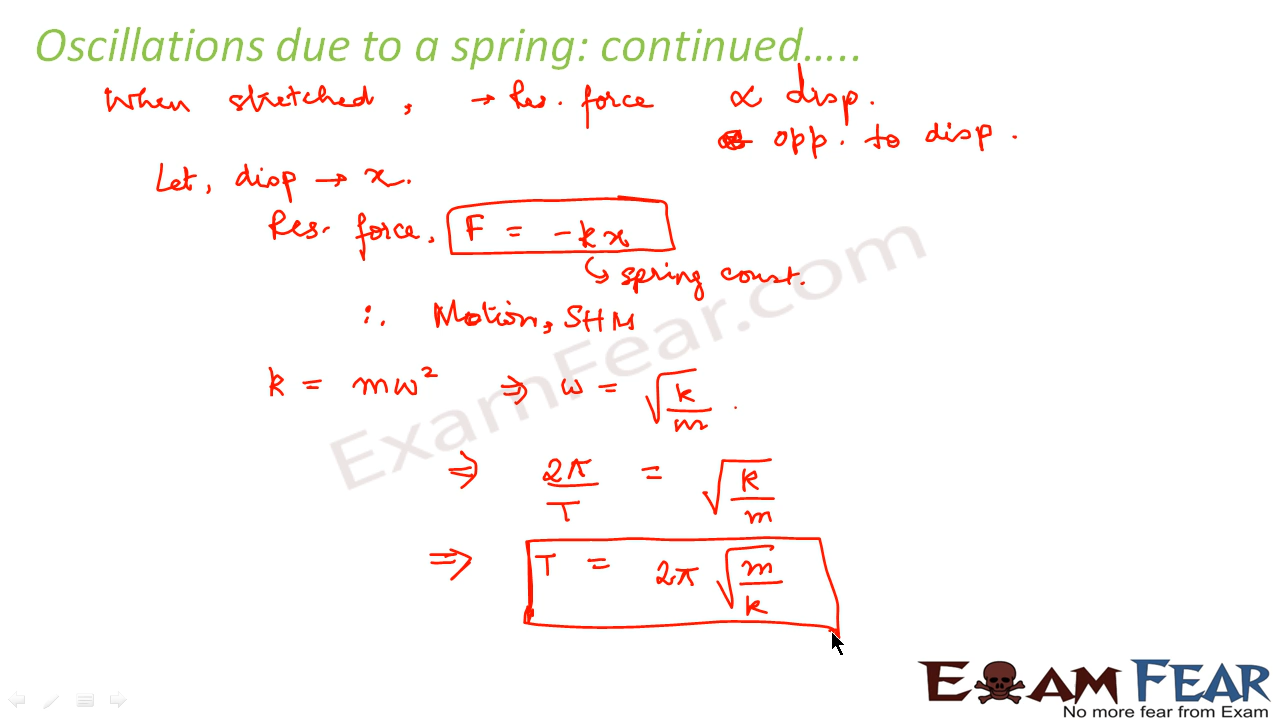 Oscillations due to a spring: continued.....
When stretched, → Res. force ∝ disp.
opp. to disp.
Let, disp → x.
Res. force, F = -kx
↳ spring const.
∴ Motion, SHM
k = mω² ⇒ ω = √(k/m)
⇒ 2π/T = √(k/m)
⇒ T = 2π √(m/k)
ExamFear.com
EXAM FEAR
No more fear from Exam